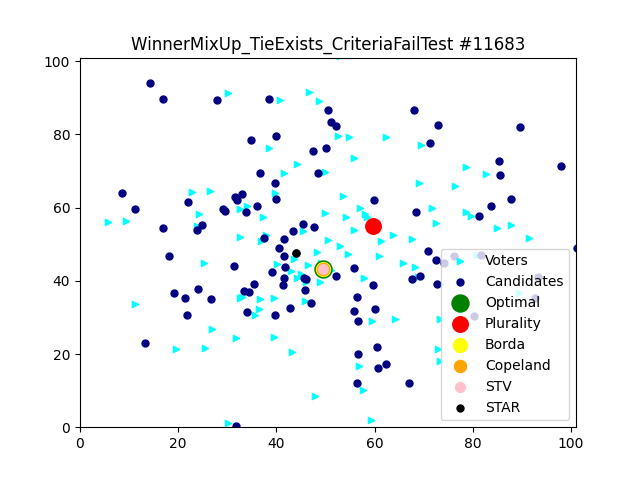 WinnerMixUp_TieExists_CriteriaFailTest #11683
100
80
60
40
20
0
0 20 40 60 80 100
Voters
Candidates
Optimal
Plurality
Borda
Copeland
STV
STAR